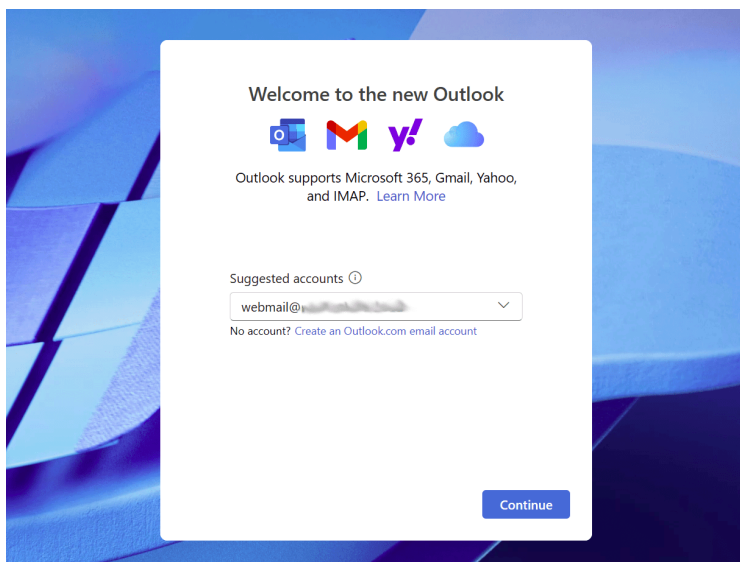 Welcome to the new Outlook
Outlook supports Microsoft 365, Gmail, Yahoo,
and IMAP. Learn More
Suggested accounts
webmail@
No account? Create an Outlook.com email account
Continue